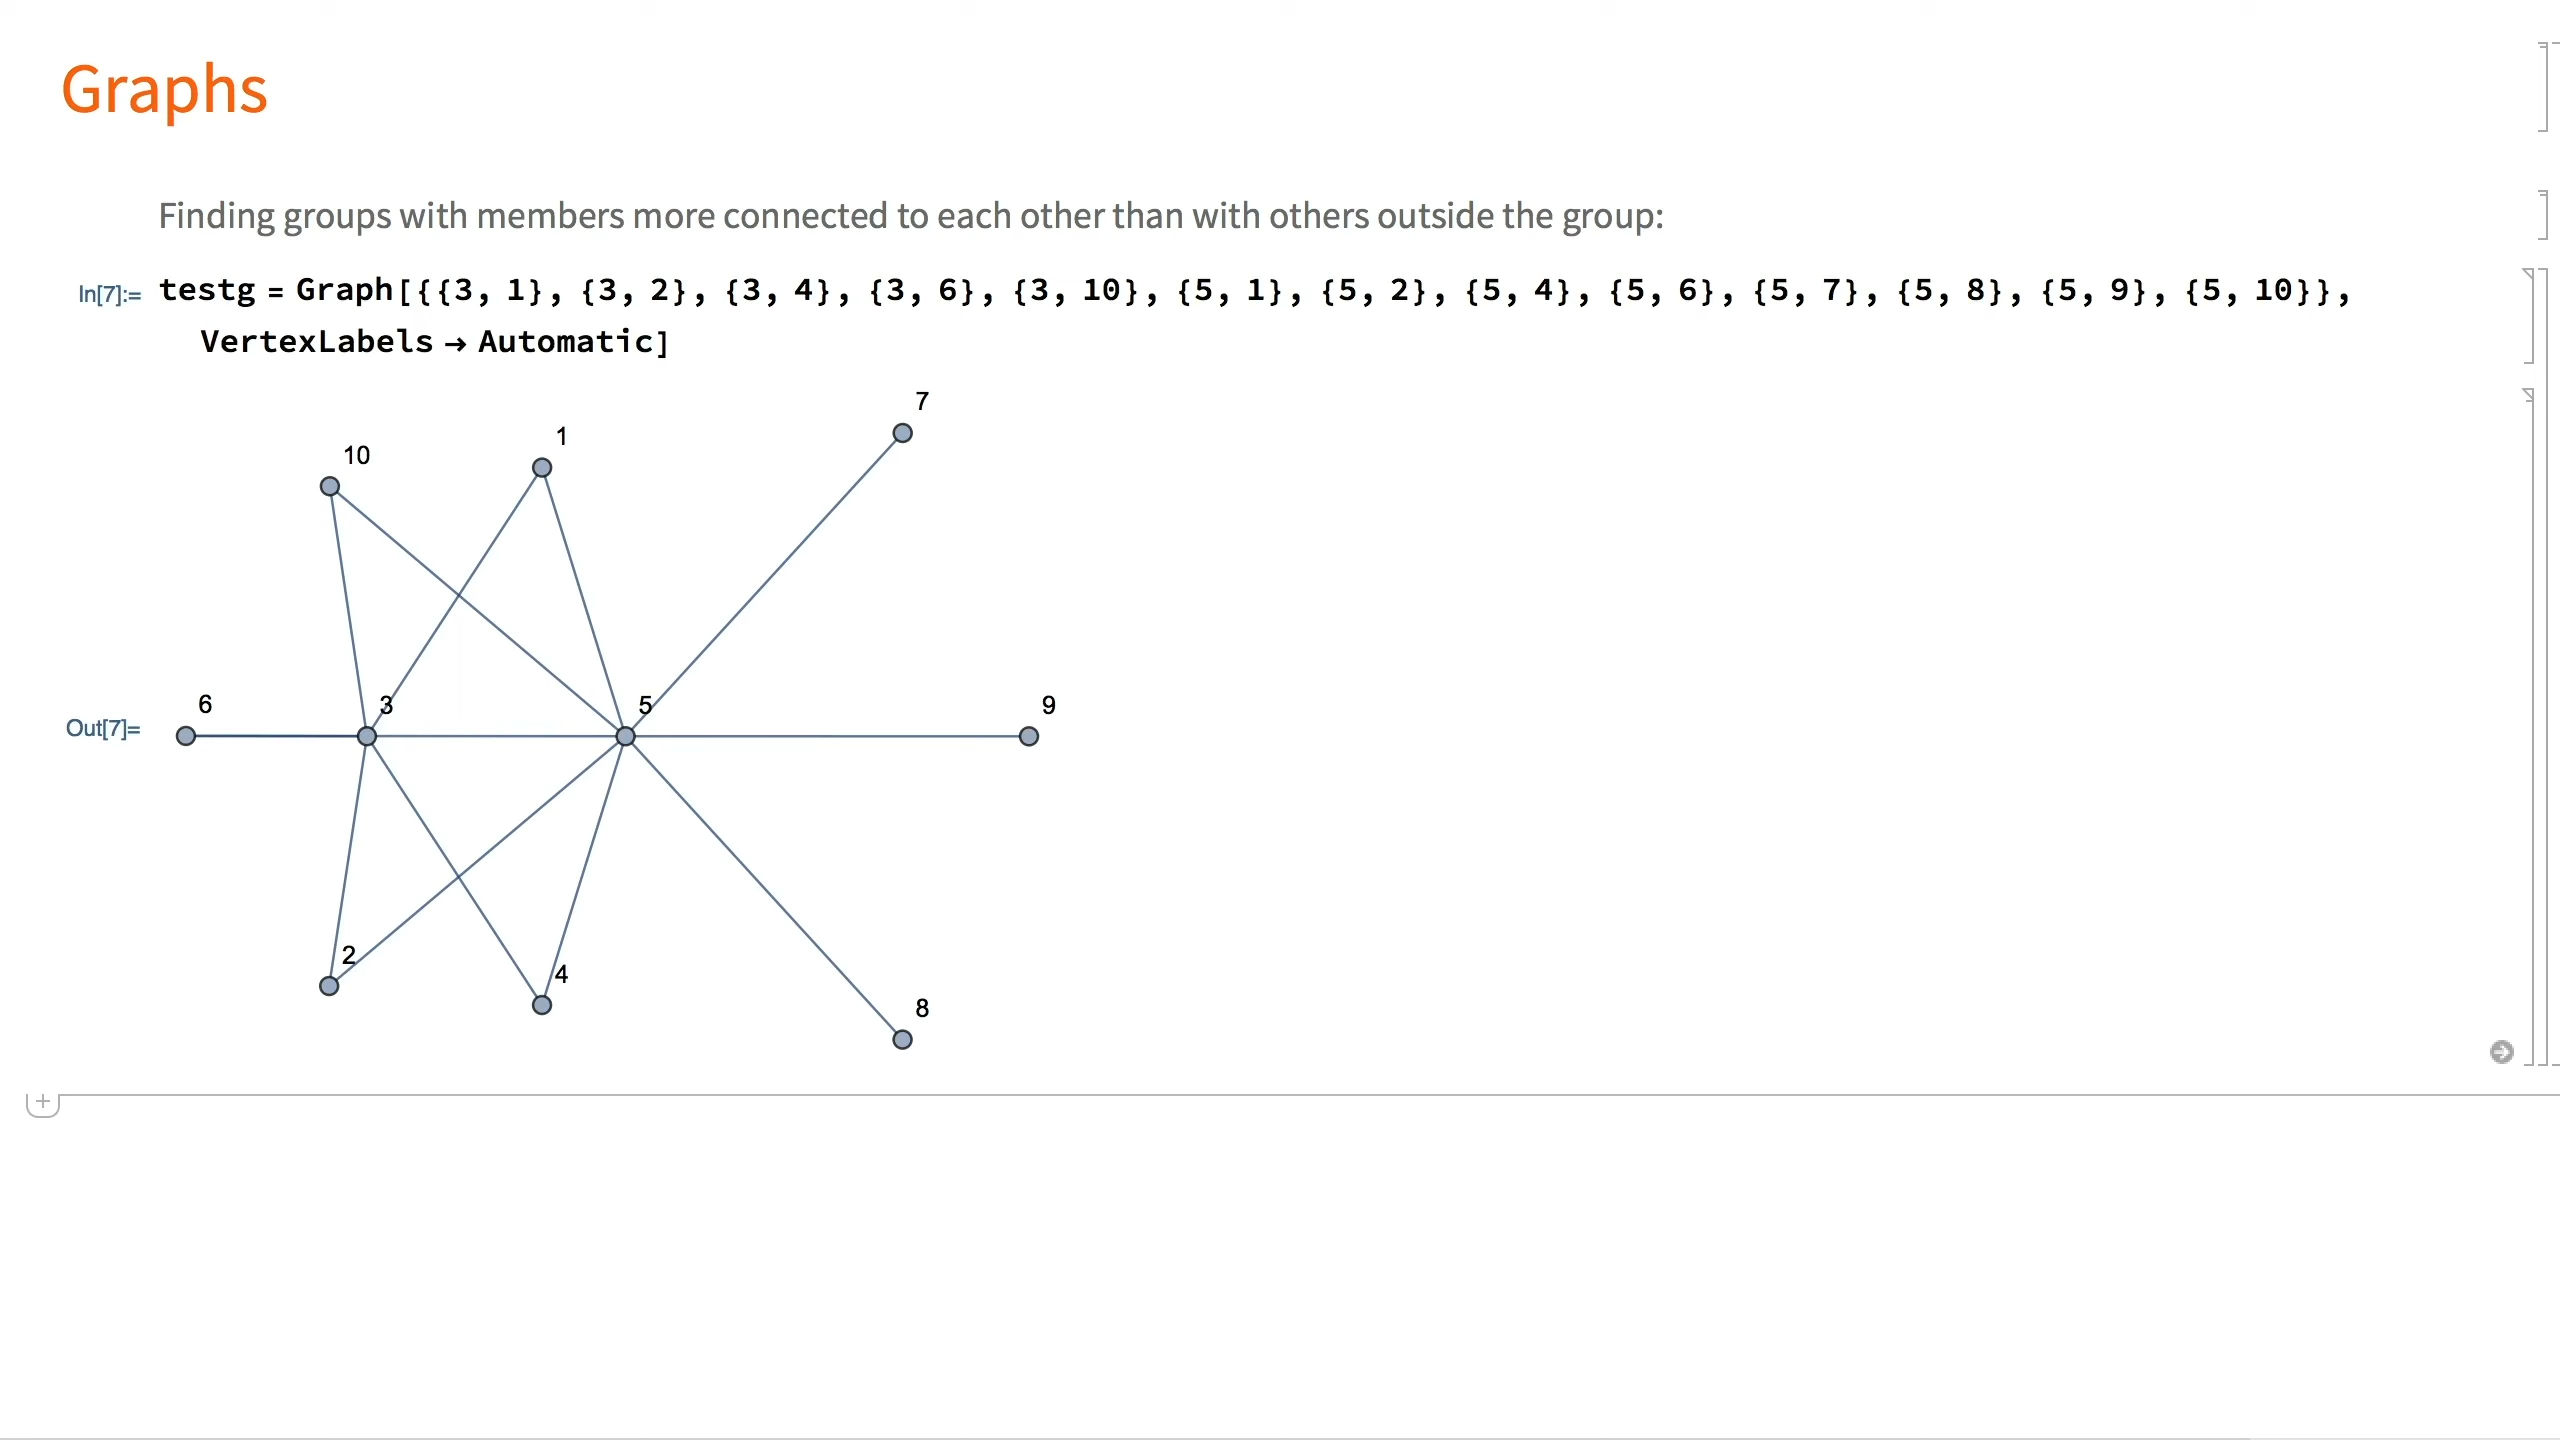 Graphs
Finding groups with members more connected to each other than with others outside the group:
In[7]:= testg = Graph[{{3, 1}, {3, 2}, {3, 4}, {3, 6}, {3, 10}, {5, 1}, {5, 2}, {5, 4}, {5, 6}, {5, 7}, {5, 8}, {5, 9}, {5, 10}},
VertexLabels → Automatic]
7
1
10
6
3
5
9
Out[7]=
2
4
8